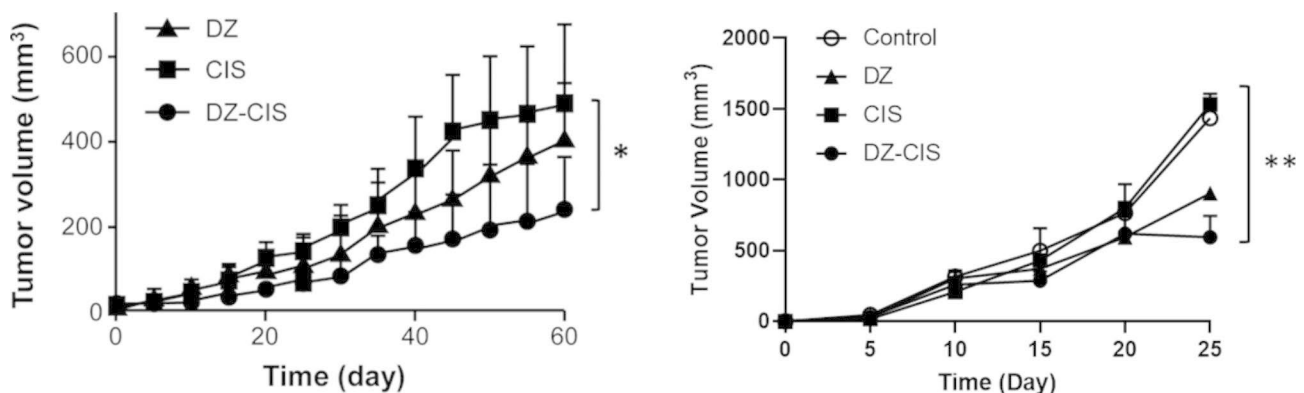 Tumor volume (mm³)
600
400
200
0
DZ
CIS
DZ-CIS
*
0 20 40 60
Time (day)
Tumor Volume (mm³)
2000
1500
1000
500
0
Control
DZ
CIS
DZ-CIS
**
0 5 10 15 20 25
Time (Day)